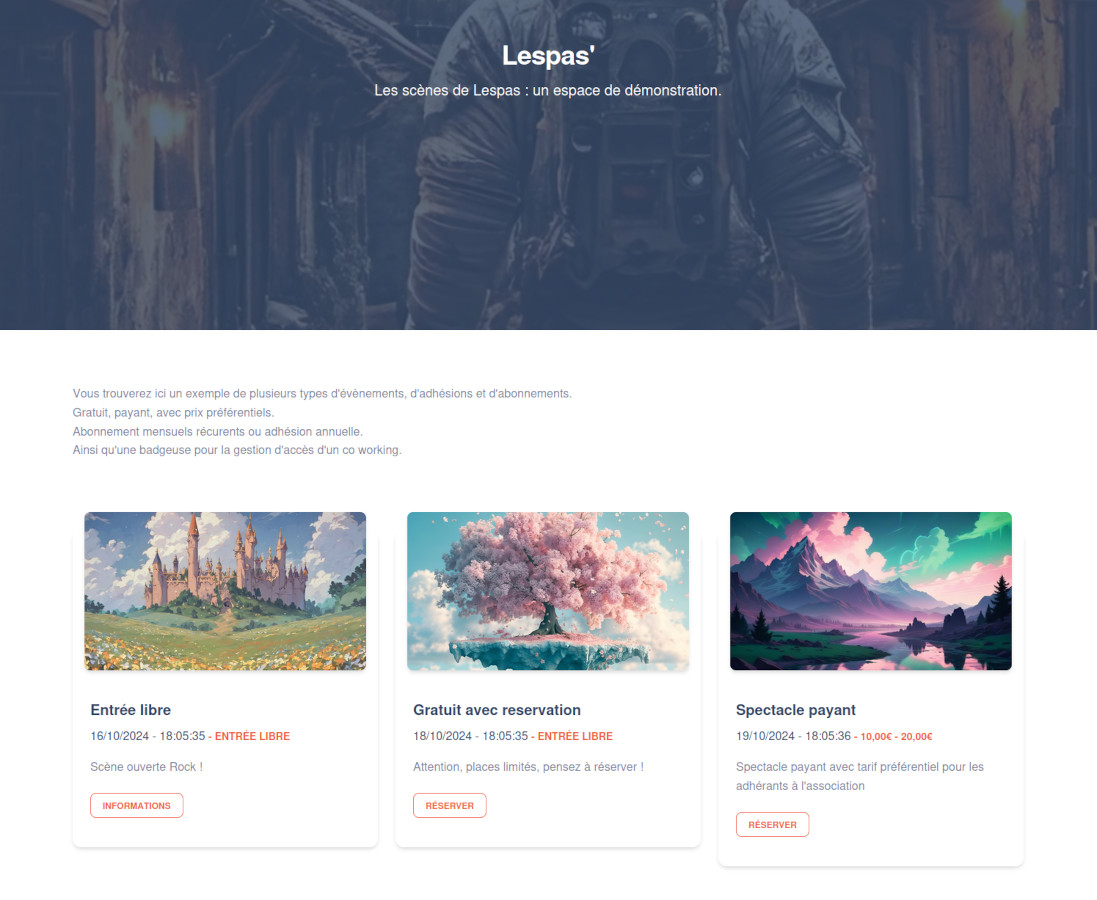 Lespas'
Les scènes de Lespas : un espace de démonstration.
Vous trouverez ici un exemple de plusieurs types d'évènements, d'adhésions et d'abonnements.
Gratuit, payant, avec prix préférentiels.
Abonnement mensuels récurents ou adhésion annuelle.
Ainsi qu'une badgeuse pour la gestion d'accès d'un co working.
Entrée libre
16/10/2024 - 18:05:35 - ENTRÉE LIBRE
Scène ouverte Rock !
INFORMATIONS
Gratuit avec reservation
18/10/2024 - 18:05:35 - ENTRÉE LIBRE
Attention, places limités, pensez à réserver !
RÉSERVER
Spectacle payant
19/10/2024 - 18:05:36 - 10,00€ - 20,00€
Spectacle payant avec tarif préférentiel pour les
adhérants à l'association
RÉSERVER